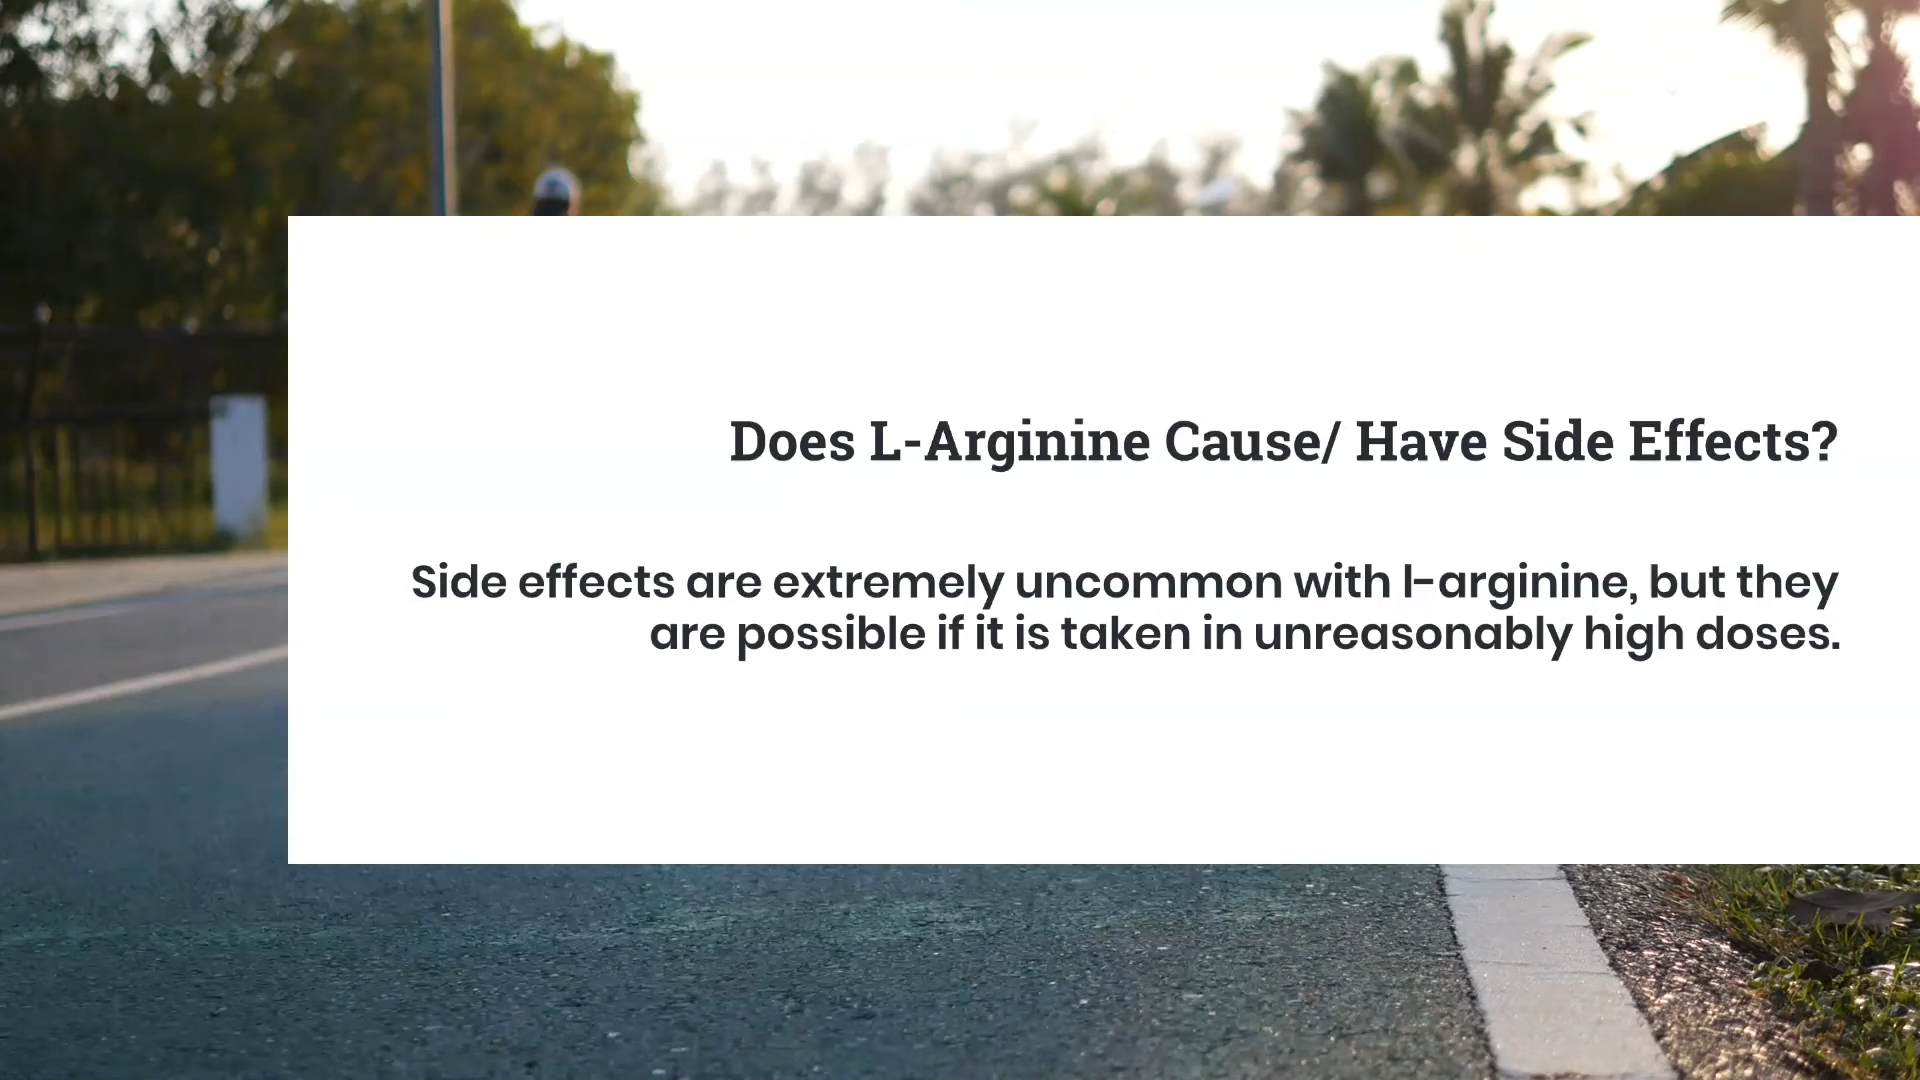 Does L-Arginine Cause/ Have Side Effects?
Side effects are extremely uncommon with l-arginine, but they
are possible if it is taken in unreasonably high doses.